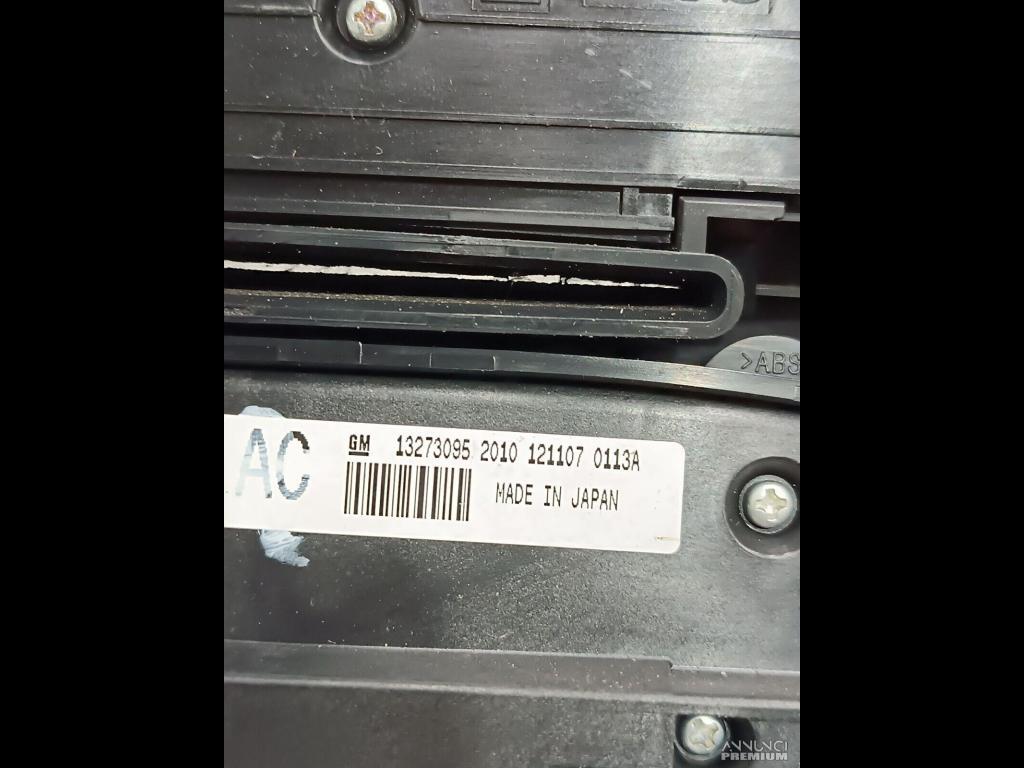 >ABS
AC
GM 13273095 2010 121107 0113A
MADE IN JAPAN
ANNUNCI
PREMIUM